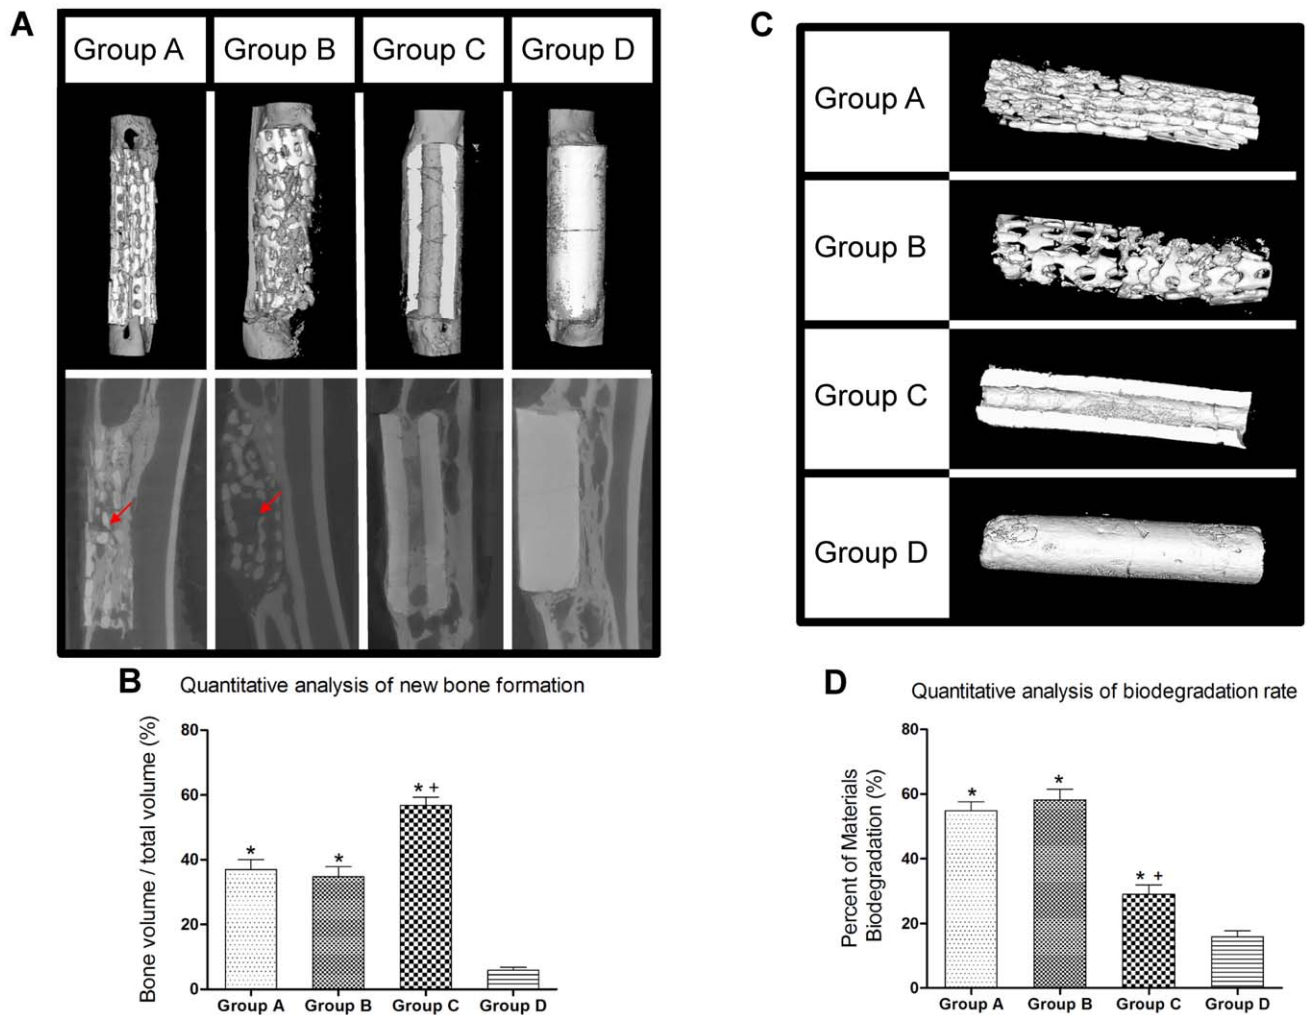 A
Group A
Group B
Group C
Group D
C
Group A
Group B
Group C
Group D
B
Quantitative analysis of new bone formation
Bone volume / total volume (%)
80
60
40
20
0
*
*
* +
Group A
Group B
Group C
Group D
D
Quantitative analysis of biodegradation rate
Percent of Materials
Biodegradation (%)
80
60
40
20
0
*
*
* +
Group A
Group B
Group C
Group D